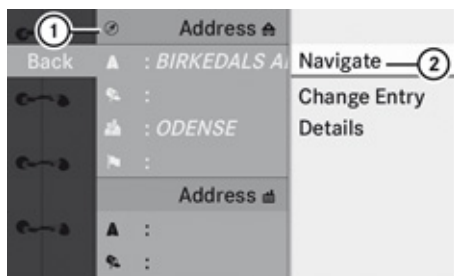 1 Address
Back A : BIRKEDALS A
:
: ODENSE
:
Address
A :
:
Navigate 2
Change Entry
Details